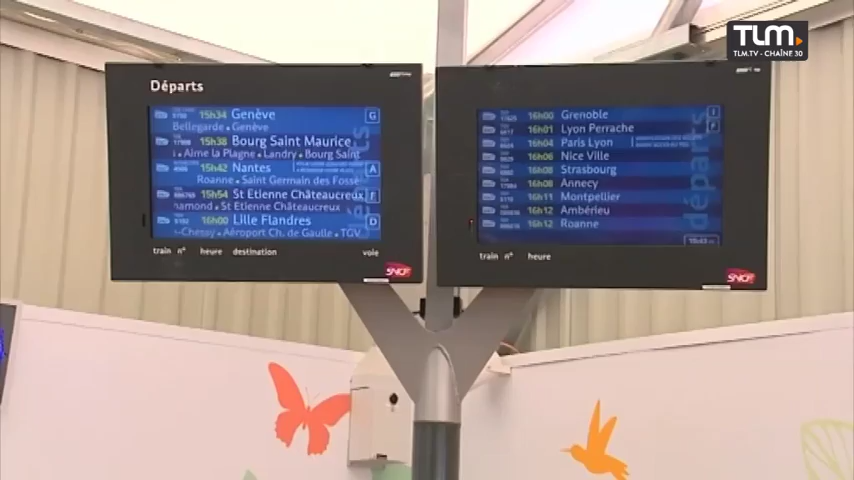 TLM
TLM.TV - CHAÎNE 30
Départs
15h34 Genève G
Bellegarde • Genève
15h38 Bourg Saint Maurice
Aime la Plagne • Landry • Bourg Saint
15h42 Nantes A
Roanne • Saint Germain des Fossé
15h54 St Etienne Châteaucreux F
hamond • St Etienne Châteaucreux
16h00 Lille Flandres D
-Chessy • Aéroport Ch. de Gaulle • TGV
train n° heure destination voie
SNCF
16h00 Grenoble I
16h01 Lyon Perrache F
16h04 Paris Lyon
16h06 Nice Ville
16h08 Strasbourg
16h08 Annecy
16h11 Montpellier
16h12 Ambérieu
16h12 Roanne
départs
train n° heure
SNCF